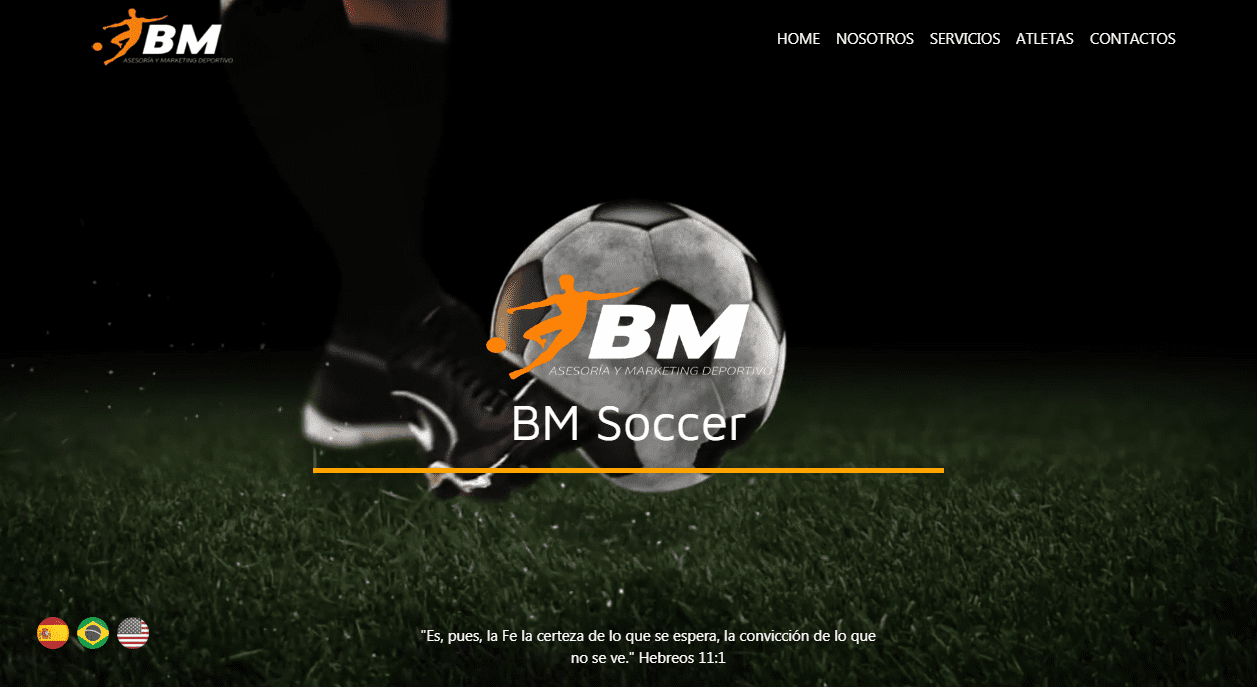 BM
ASESORÍA Y MARKETING DEPORTIVO
HOME NOSOTROS SERVICIOS ATLETAS CONTACTOS
BM
ASESORÍA Y MARKETING DEPORTIVO
BM Soccer
"Es, pues, la Fe la certeza de lo que se espera, la convicción de lo que
no se ve." Hebreos 11:1